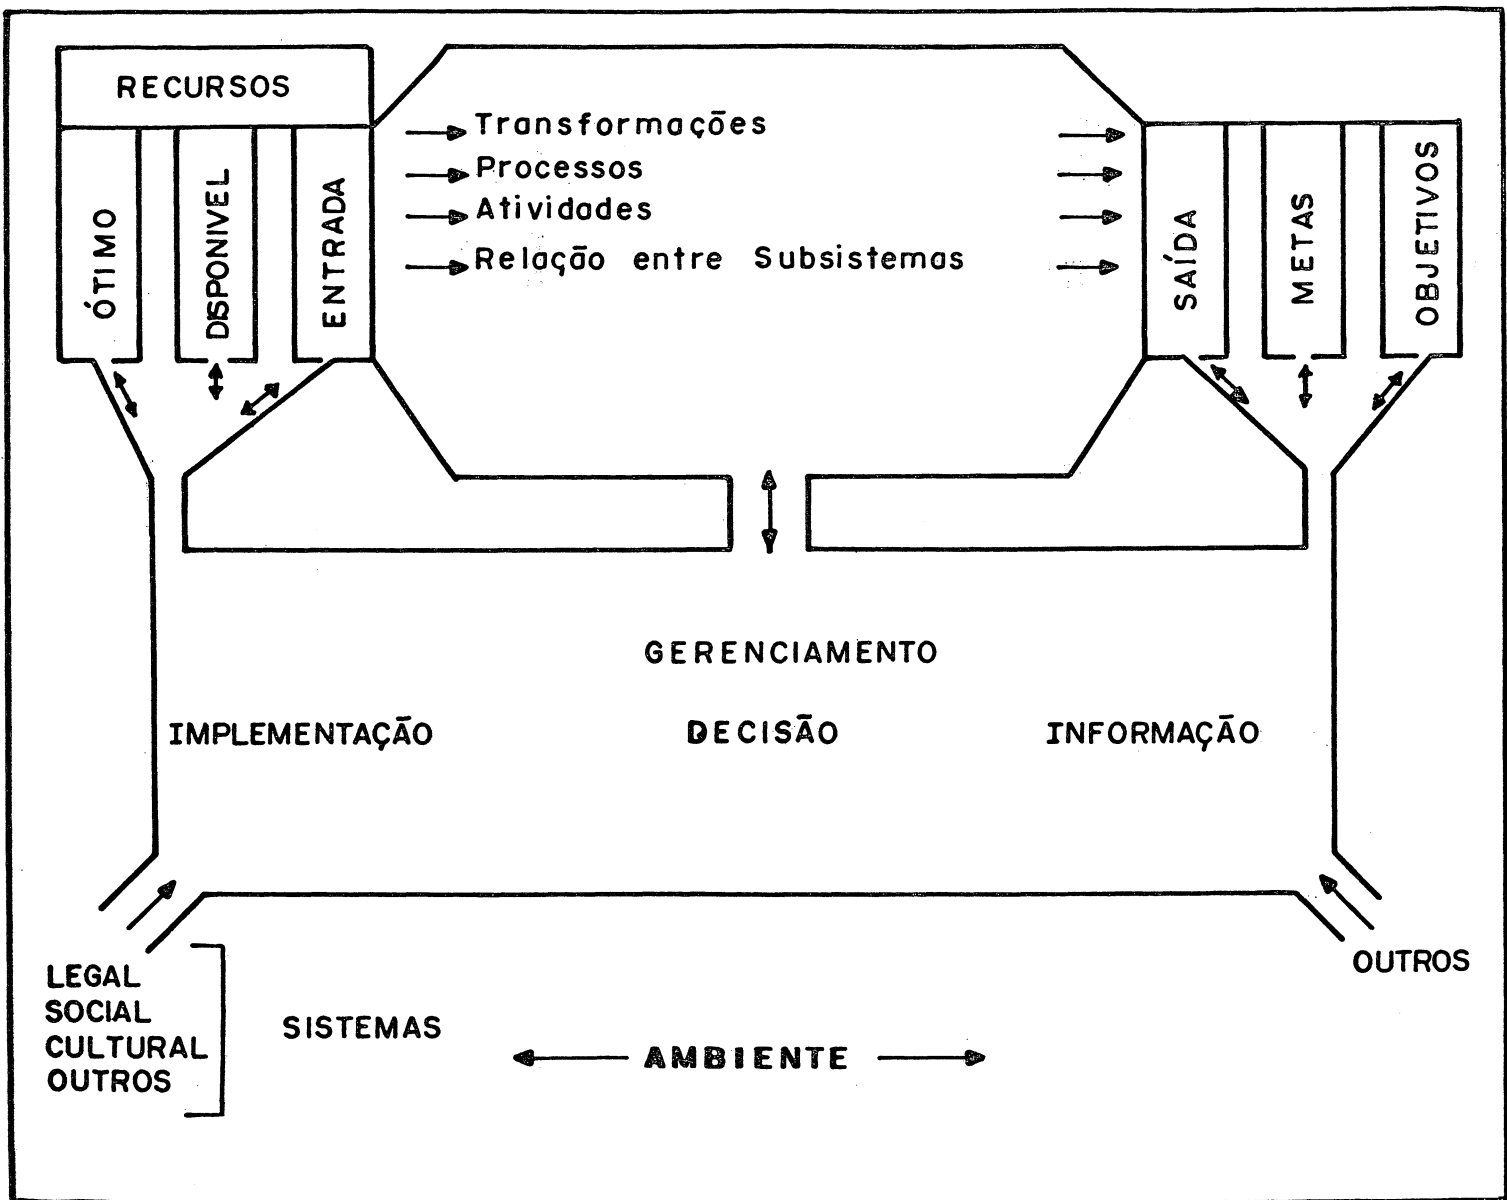 RECURSOS
ÓTIMO
DISPONIVEL
ENTRADA
Transformações
Processos
Atividades
Relação entre Subsistemas
SAÍDA
METAS
OBJETIVOS
GERENCIAMENTO
IMPLEMENTAÇÃO DECISÃO INFORMAÇÃO
LEGAL
SOCIAL
CULTURAL
OUTROS
SISTEMAS
AMBIENTE
OUTROS